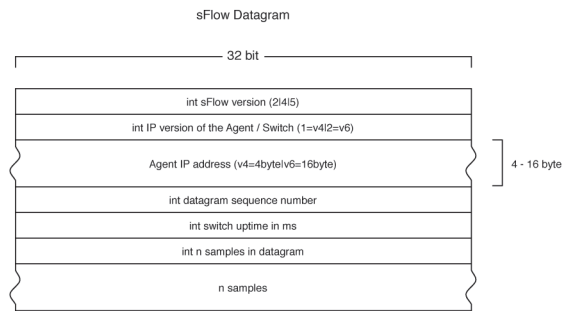 sFlow Datagram
32 bit
int sFlow version (2|4|5)
int IP version of the Agent / Switch (1=v4|2=v6)
Agent IP address (v4=4byte|v6=16byte)
4 - 16 byte
int datagram sequence number
int switch uptime in ms
int n samples in datagram
n samples